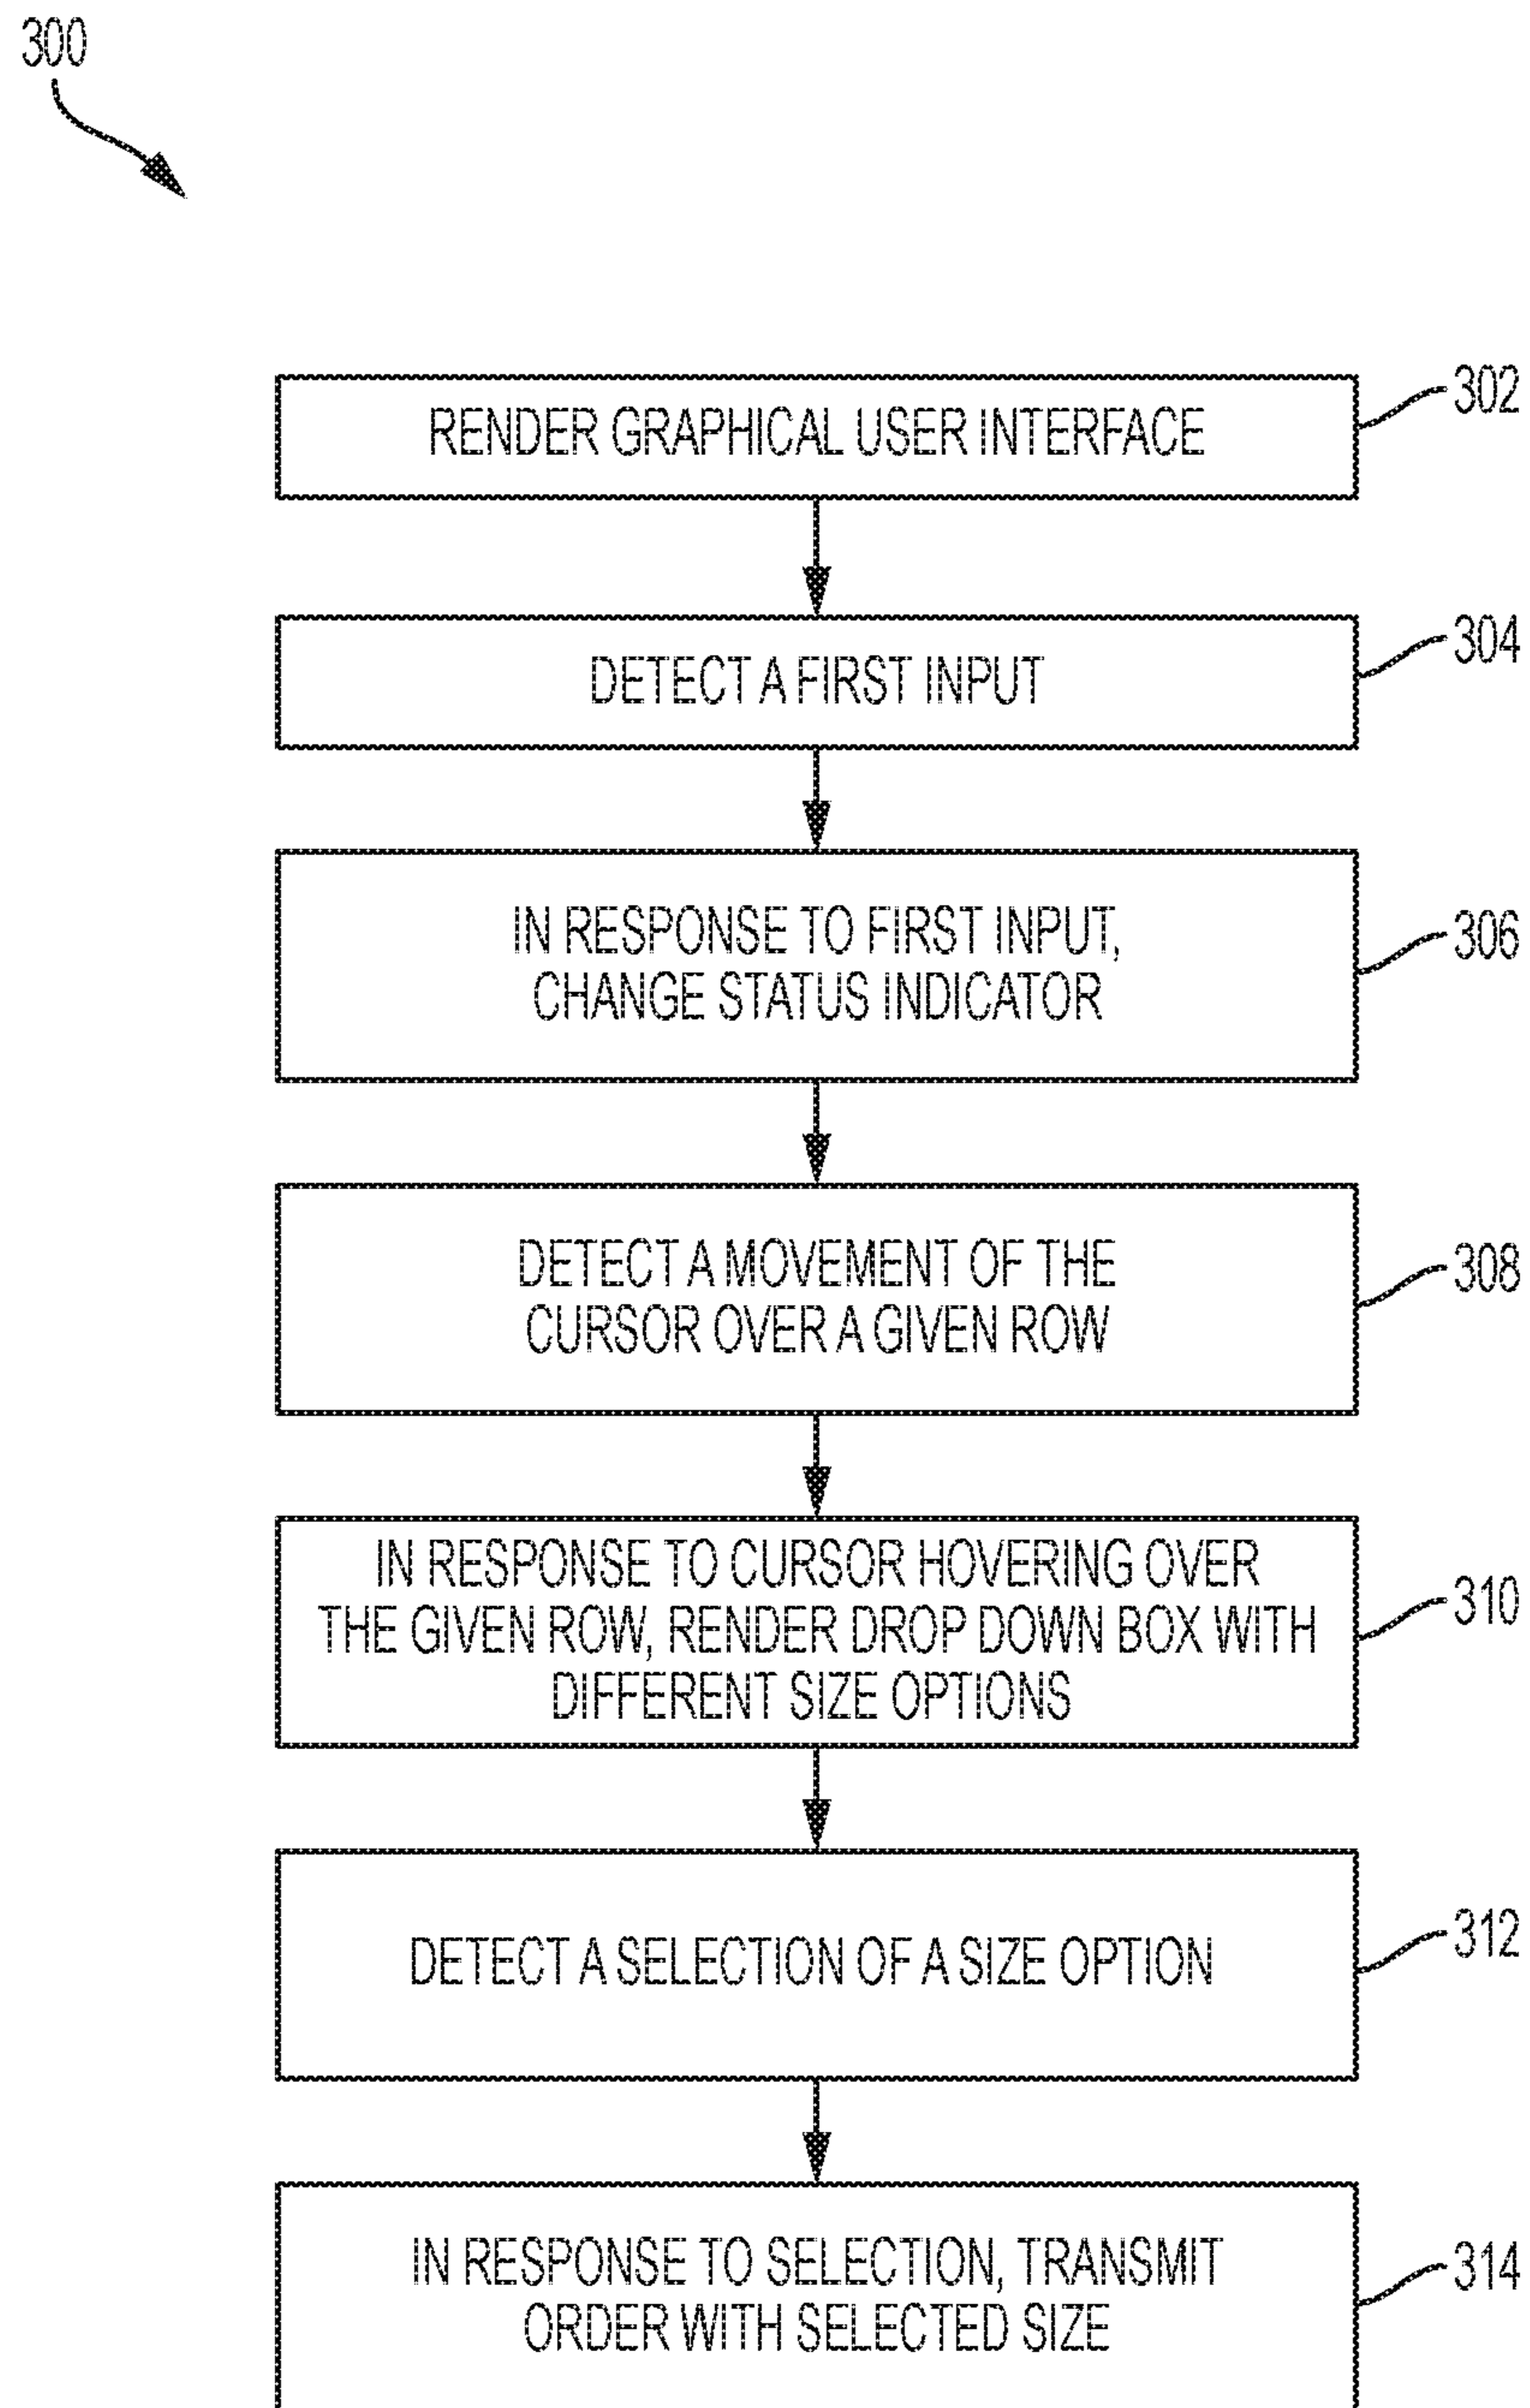 300
RENDER GRAPHICAL USER INTERFACE
302
DETECT A FIRST INPUT
304
IN RESPONSE TO FIRST INPUT,
CHANGE STATUS INDICATOR
306
DETECT A MOVEMENT OF THE
CURSOR OVER A GIVEN ROW
308
IN RESPONSE TO CURSOR HOVERING OVER
THE GIVEN ROW, RENDER DROP DOWN BOX WITH
DIFFERENT SIZE OPTIONS
310
DETECT A SELECTION OF A SIZE OPTION
312
IN RESPONSE TO SELECTION, TRANSMIT
ORDER WITH SELECTED SIZE
314